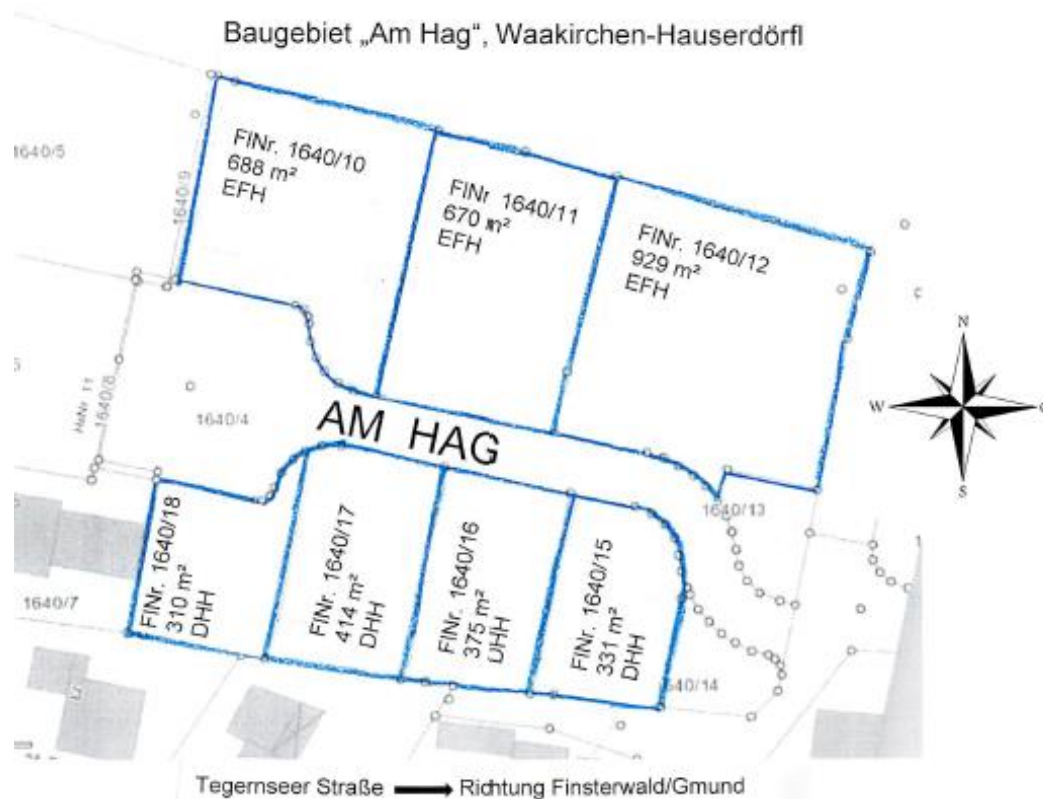 Baugebiet „Am Hag“, Waakirchen-Hauserdörfl
1640/5
1640/9
FlNr. 1640/10
688 m²
EFH
FlNr 1640/11
670 m²
EFH
FlNr. 1640/12
929 m²
EFH
N
W
S
HsNr. 11
1640/8
1640/4
AM HAG
1640/13
FlNr. 1640/18
310 m²
DHH
FlNr. 1640/17
414 m²
DHH
FlNr. 1640/16
375 m²
DHH
FlNr. 1640/15
331 m²
DHH
1640/7
640/14
Tegernseer Straße
Richtung Finsterwald/Gmund